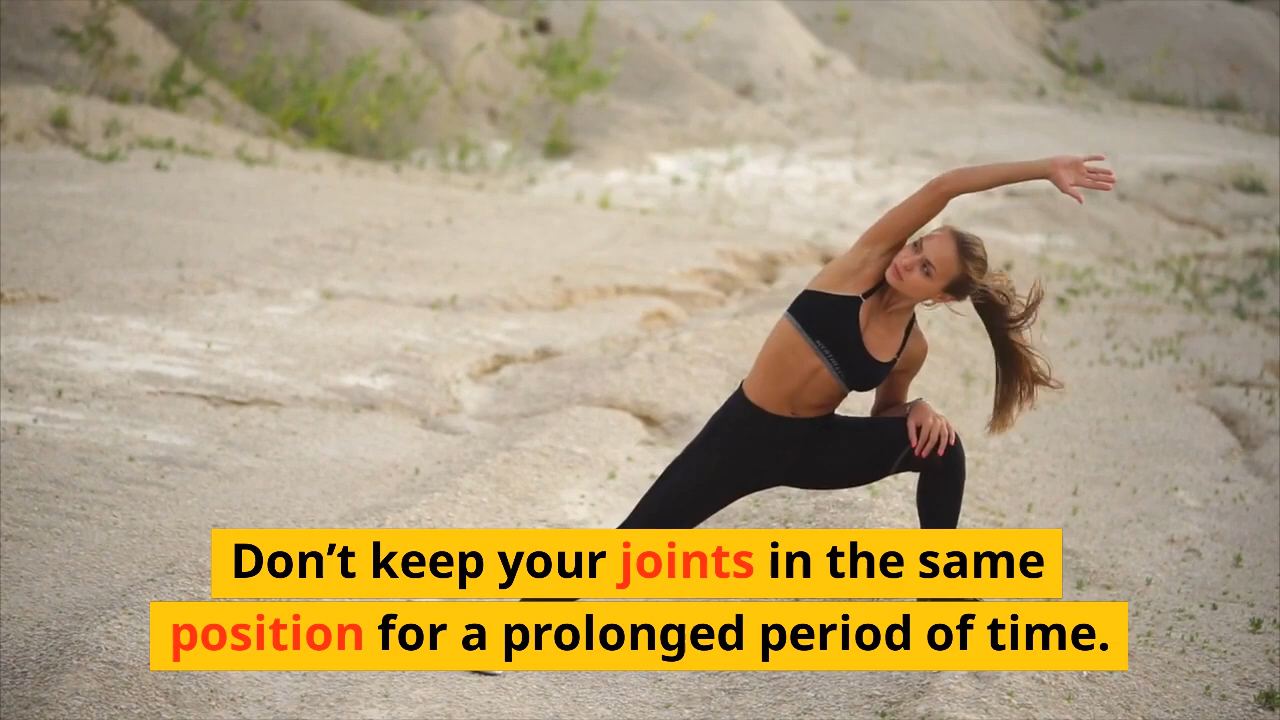 Don’t keep your joints in the same
position for a prolonged period of time.